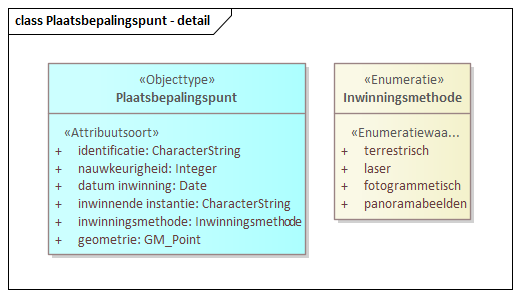 class Plaatsbepalingspunt - detail
«Objecttype»
Plaatsbepalingspunt
«Attribuutsoort»
+ identificatie: CharacterString
+ nauwkeurigheid: Integer
+ datum inwinning: Date
+ inwinnende instantie: CharacterString
+ inwinningsmethode: Inwinningsmethode
+ geometrie: GM_Point
«Enumeratie»
Inwinningsmethode
«Enumeratiewaa...
+ terrestrisch
+ laser
+ fotogrammetisch
+ panoramabeelden